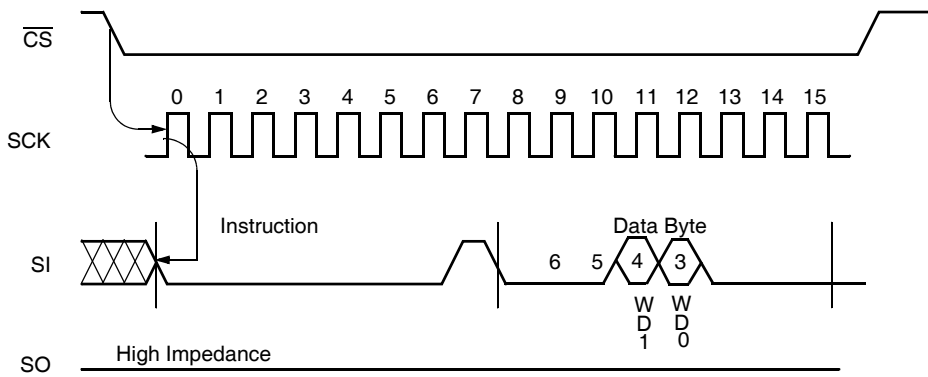 CS
0 1 2 3 4 5 6 7 8 9 10 11 12 13 14 15
SCK
Instruction
Data Byte
SI
6 5 4 3
W
D
1
W
D
0
High Impedance
SO